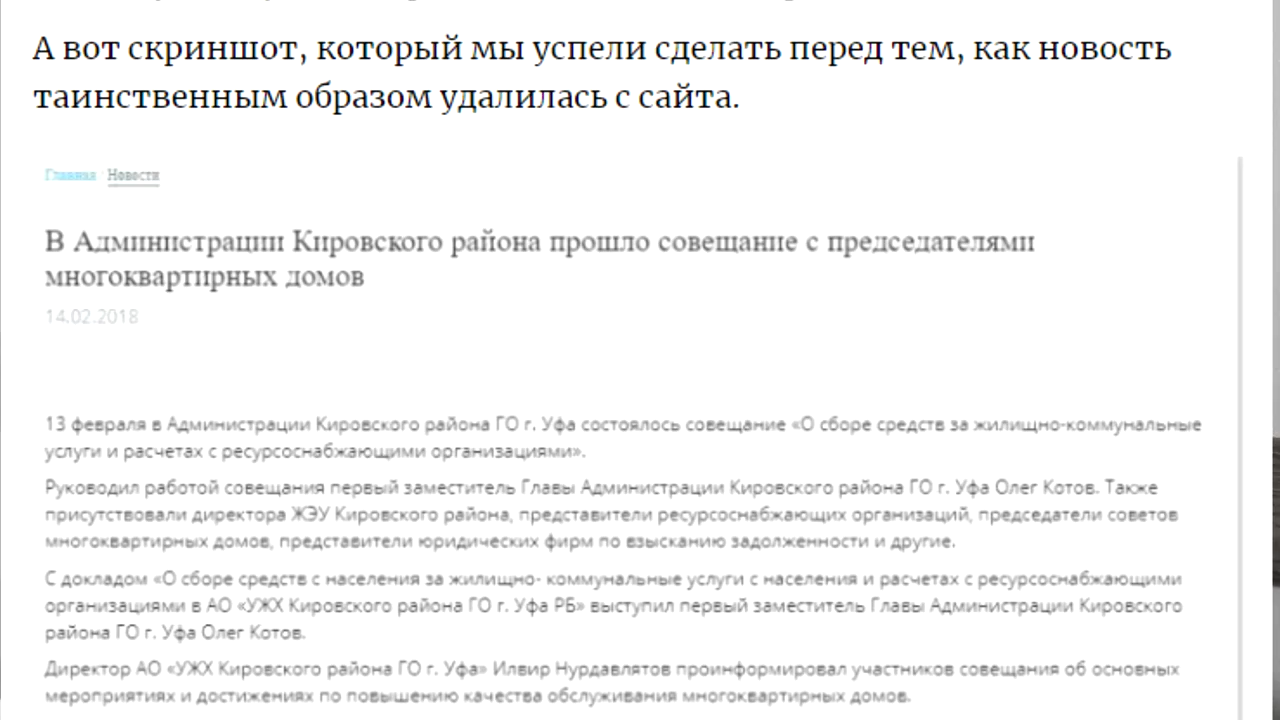 А вот скриншот, который мы успели сделать перед тем, как новость
таинственным образом удалилась с сайта.
Главная · Новости
В Администрации Кировского района прошло совещание с председателями
многоквартирных домов
14.02.2018
13 февраля в Администрации Кировского района ГО г. Уфа состоялось совещание «О сборе средств за жилищно-коммунальные
услуги и расчетах с ресурсоснабжающими организациями».
Руководил работой совещания первый заместитель Главы Администрации Кировского района ГО г. Уфа Олег Котов. Также
присутствовали директора ЖЭУ Кировского района, представители ресурсоснабжающих организаций, председатели советов
многоквартирных домов, представители юридических фирм по взысканию задолженности и другие.
С докладом «О сборе средств с населения за жилищно- коммунальные услуги с населения и расчетах с ресурсоснабжающими
организациями в АО «УЖХ Кировского района ГО г. Уфа РБ» выступил первый заместитель Главы Администрации Кировского
района ГО г. Уфа Олег Котов.
Директор АО «УЖХ Кировского района ГО г. Уфа» Илвир Нурдавлятов проинформировал участников совещания об основных
мероприятиях и достижениях по повышению качества обслуживания многоквартирных домов.